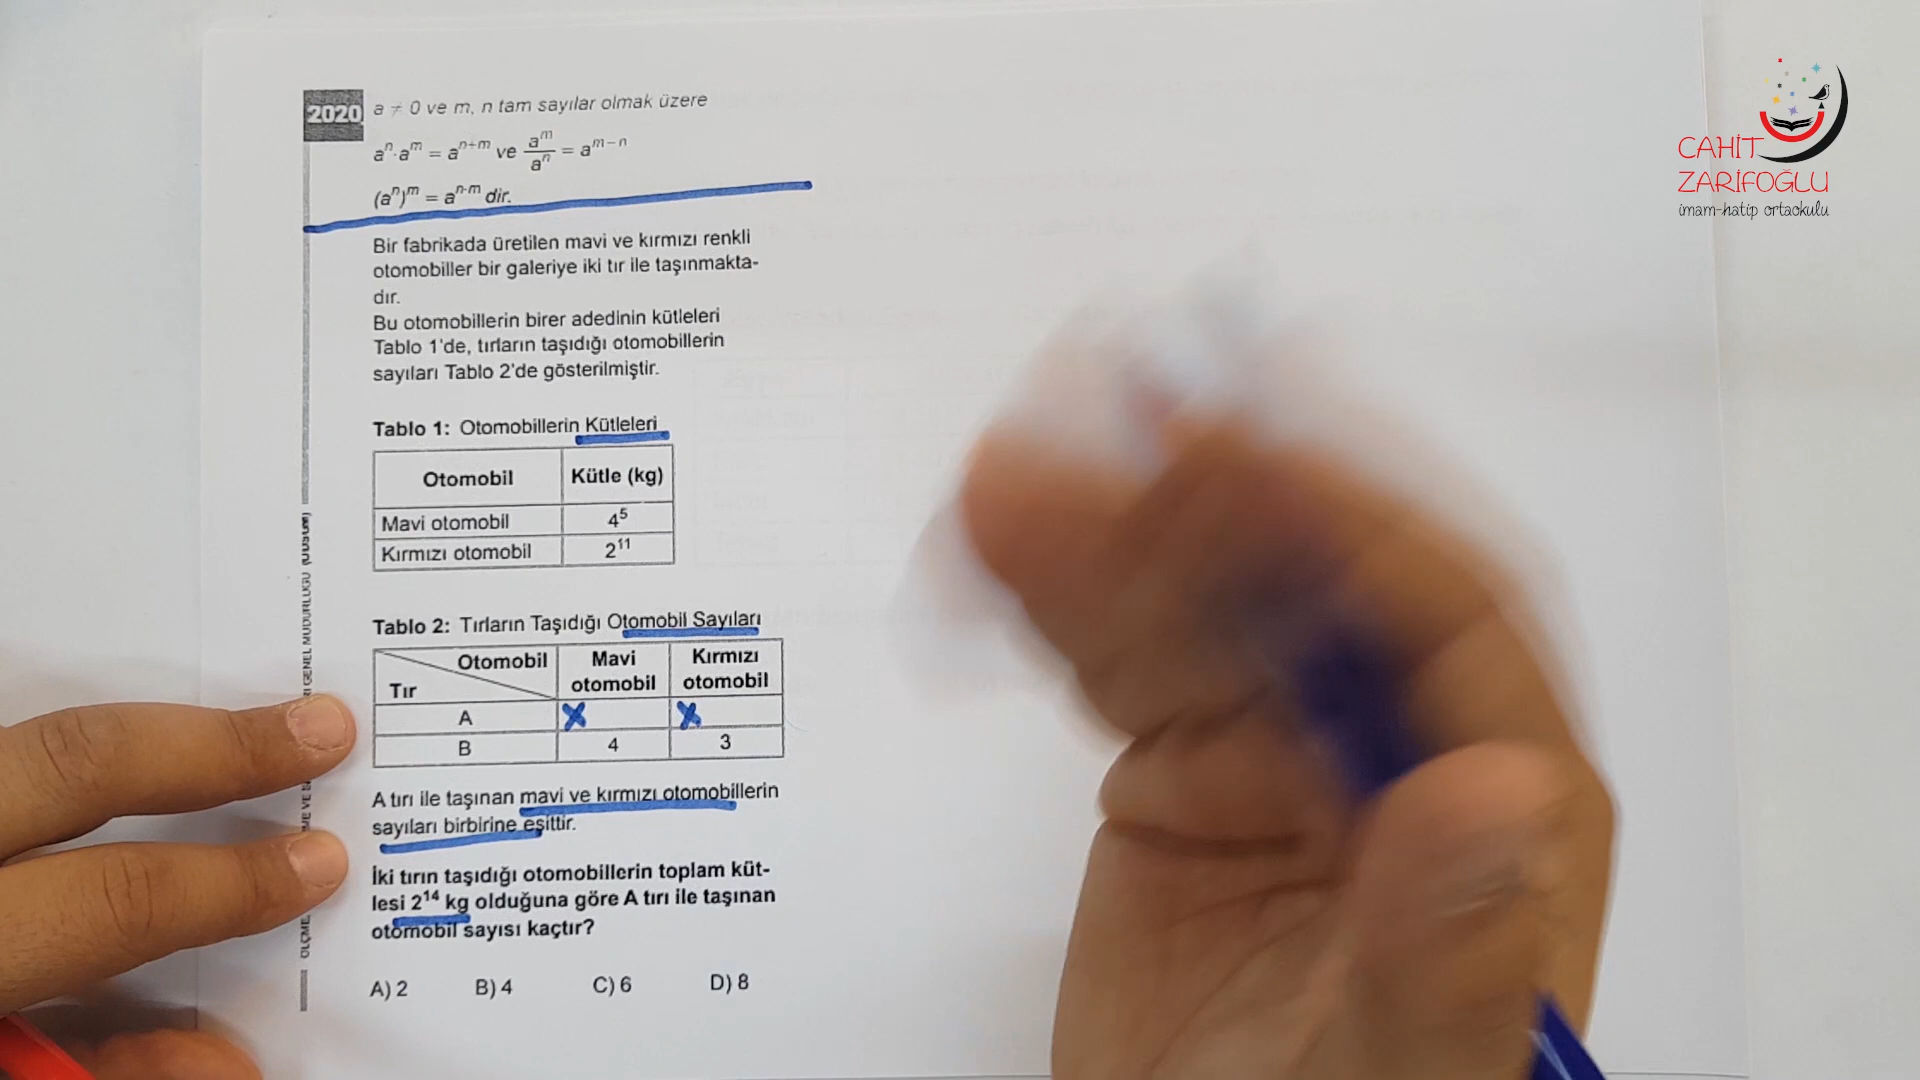 2020
a ≠ 0 ve m, n tam sayılar olmak üzere
aⁿ·aᵐ = aⁿ⁺ᵐ ve aᵐ/aⁿ = aᵐ⁻ⁿ
(aⁿ)ᵐ = aⁿ·ᵐ dir.
Bir fabrikada üretilen mavi ve kırmızı renkli
otomobiller bir galeriye iki tır ile taşınmakta-
dır.
Bu otomobillerin birer adedinin kütleleri
Tablo 1'de, tırların taşıdığı otomobillerin
sayıları Tablo 2'de gösterilmiştir.
Tablo 1: Otomobillerin Kütleleri
Otomobil Kütle (kg)
Mavi otomobil 4⁵
Kırmızı otomobil 2¹¹
Tablo 2: Tırların Taşıdığı Otomobil Sayıları
Otomobil Mavi otomobil Kırmızı otomobil
Tır
A x x
B 4 3
A tırı ile taşınan mavi ve kırmızı otomobillerin
sayıları birbirine eşittir.
İki tırın taşıdığı otomobillerin toplam küt-
lesi 2¹⁴ kg olduğuna göre A tırı ile taşınan
otomobil sayısı kaçtır?
A) 2 B) 4 C) 6 D) 8
CAHİT
ZARİFOĞLU
imam-hatip ortaokulu